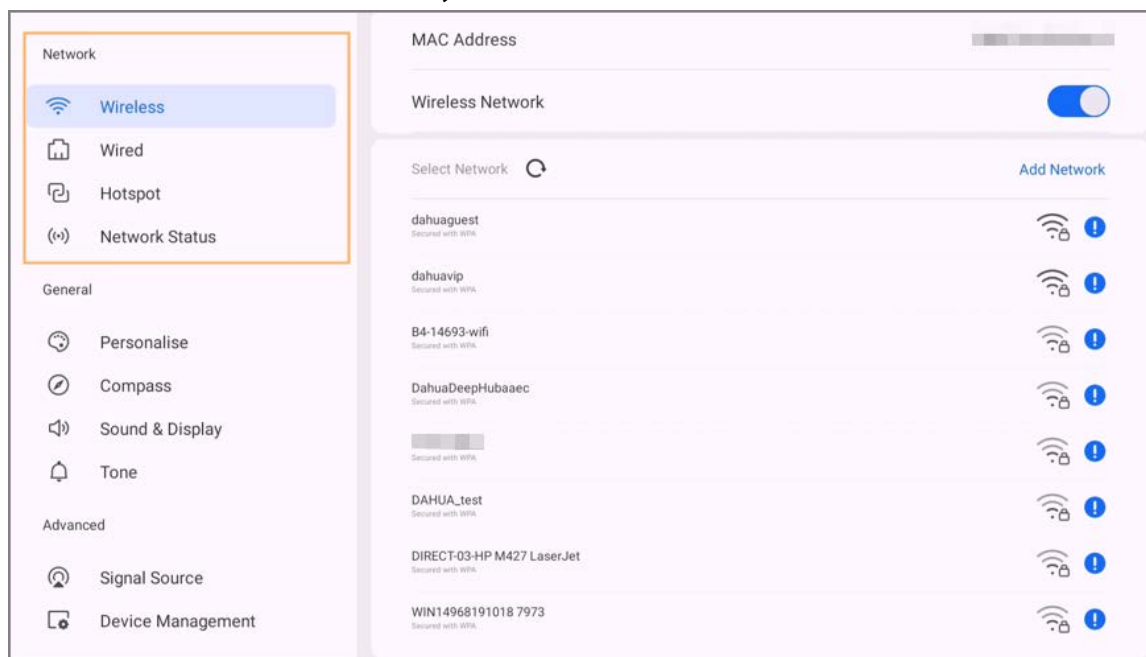 Network
Wireless
Wired
Hotspot
Network Status
General
Personalise
Compass
Sound & Display
Tone
Advanced
Signal Source
Device Management
MAC Address
Wireless Network
Select Network
Add Network
dahuaguest
Secured with WPA
dahuavip
Secured with WPA
B4-14693-wifi
Secured with WPA
DahuaDeepHubaaec
Secured with WPA
Secured with WPA
DAHUA_test
Secured with WPA
DIRECT-03-HP M427 LaserJet
Secured with WPA
WIN14968191018 7973
Secured with WPA